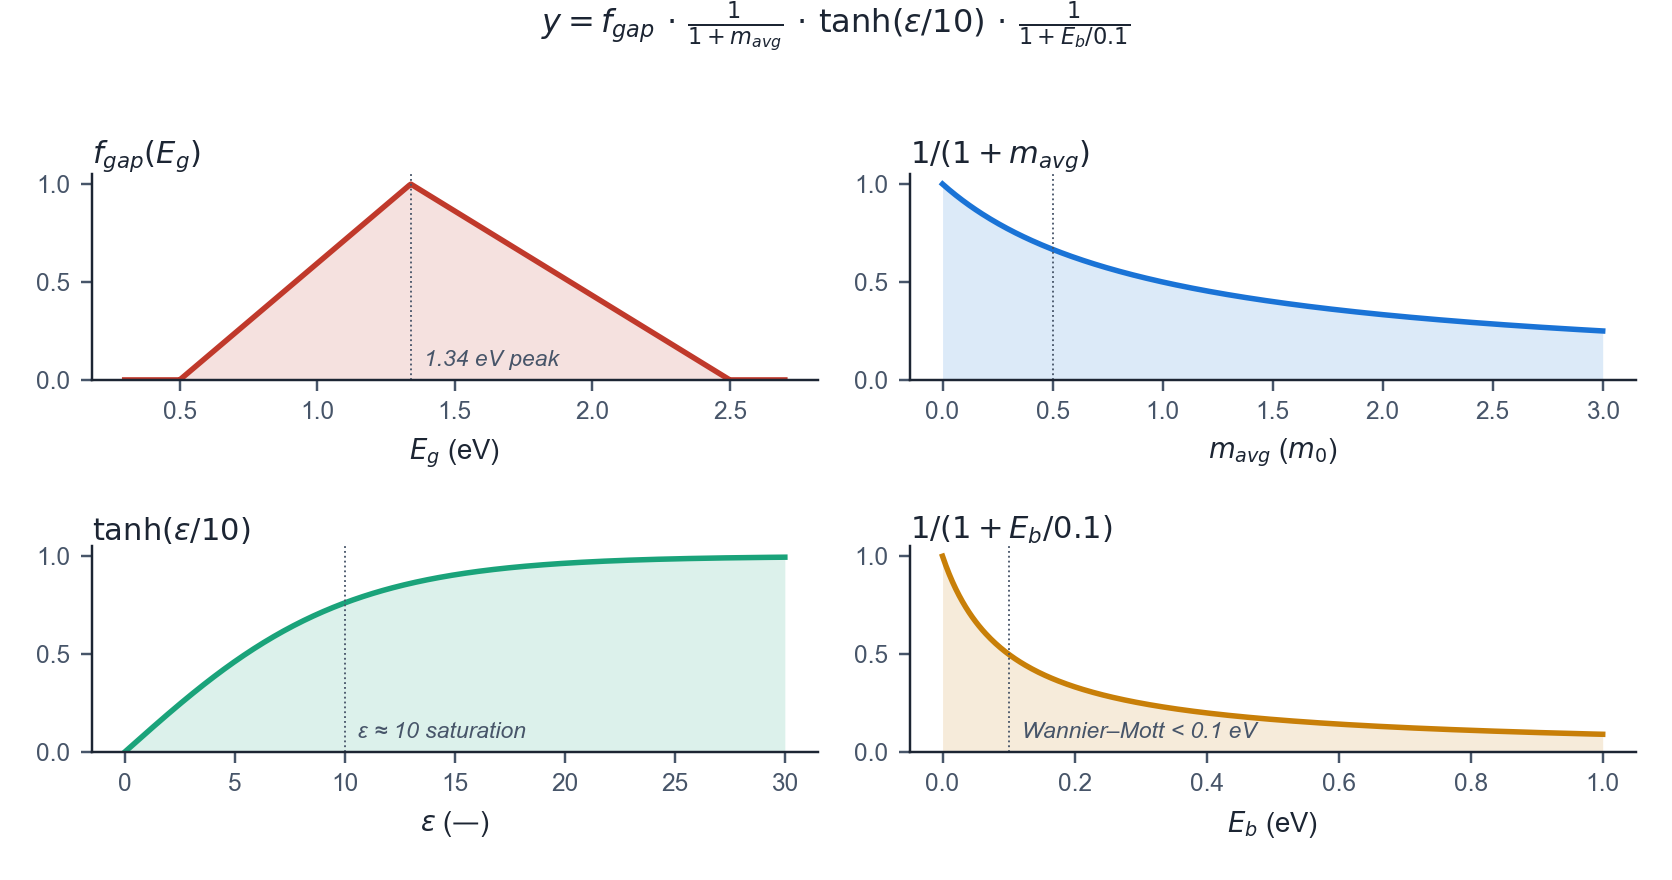 y = f_gap · 1/(1 + m_avg) · tanh(ε/10) · 1/(1 + E_b/0.1)
f_gap(E_g)
1.0
0.5
0.0
1.34 eV peak
0.5 1.0 1.5 2.0 2.5
E_g (eV)
1/(1 + m_avg)
1.0
0.5
0.0
0.0 0.5 1.0 1.5 2.0 2.5 3.0
m_avg (m_0)
tanh(ε/10)
1.0
0.5
0.0
ε ≈ 10 saturation
0 5 10 15 20 25 30
ε (—)
1/(1 + E_b/0.1)
1.0
0.5
0.0
Wannier–Mott < 0.1 eV
0.0 0.2 0.4 0.6 0.8 1.0
E_b (eV)